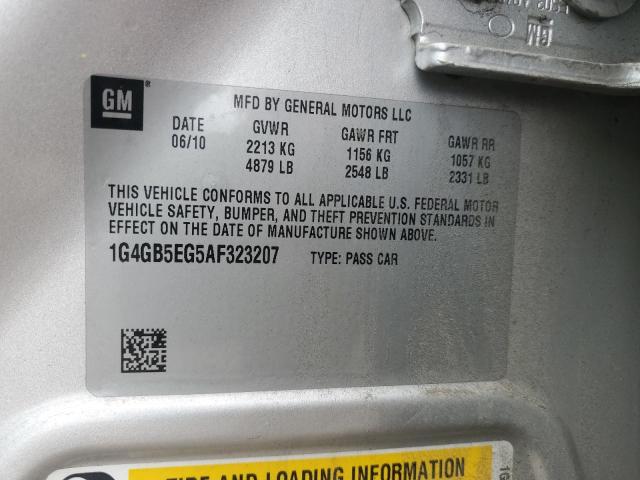 GM
GM
MFD BY GENERAL MOTORS LLC
DATE GVWR GAWR FRT GAWR RR
06/10 2213 KG 1156 KG 1057 KG
4879 LB 2548 LB 2331 LB
THIS VEHICLE CONFORMS TO ALL APPLICABLE U.S. FEDERAL MOTOR
VEHICLE SAFETY, BUMPER, AND THEFT PREVENTION STANDARDS IN
EFFECT ON THE DATE OF MANUFACTURE SHOWN ABOVE.
1G4GB5EG5AF323207 TYPE: PASS CAR
TIRE AND LOADING INFORMATION